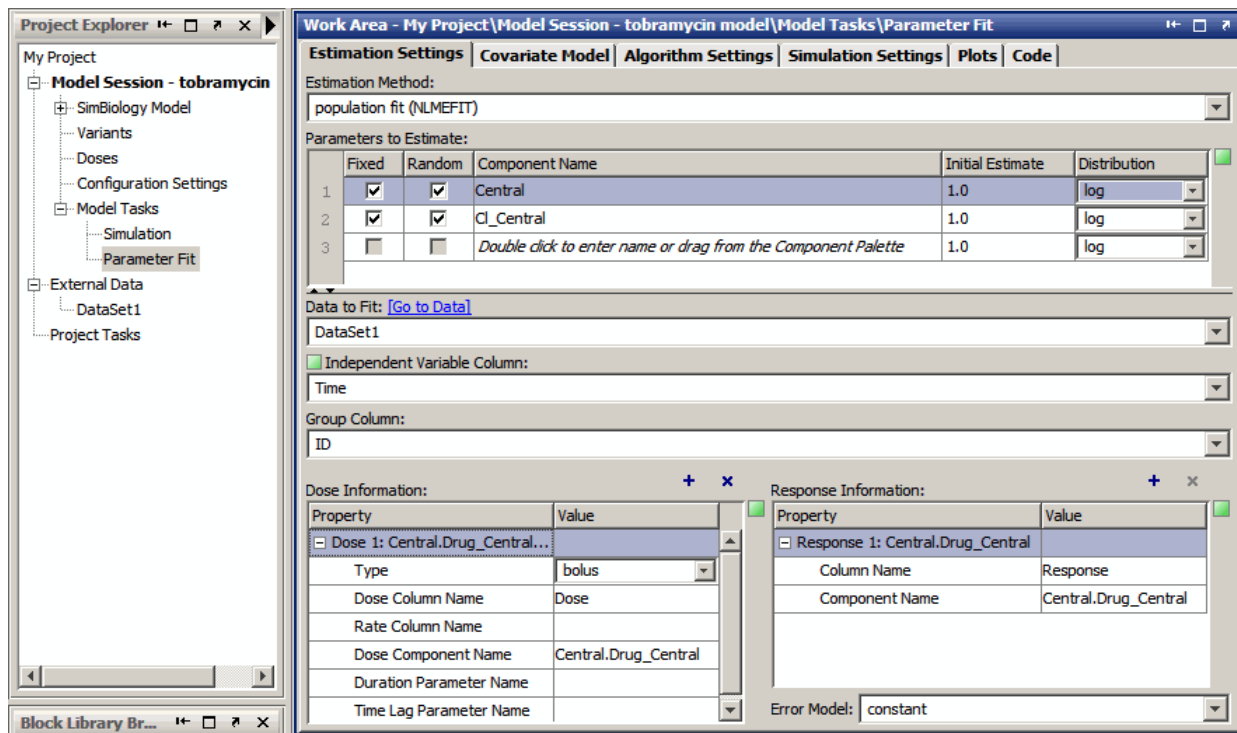 Project Explorer
My Project
Model Session - tobramycin
SimBiology Model
Variants
Doses
Configuration Settings
Model Tasks
Simulation
Parameter Fit
External Data
DataSet1
Project Tasks
Block Library Br...
Work Area - My Project\Model Session - tobramycin model\Model Tasks\Parameter Fit
Estimation Settings Covariate Model Algorithm Settings Simulation Settings Plots Code
Estimation Method:
population fit (NLMEFIT)
Parameters to Estimate:
Fixed Random Component Name Initial Estimate Distribution
1 Central 1.0 log
2 Cl_Central 1.0 log
3 Double click to enter name or drag from the Component Palette 1.0 log
Data to Fit: [Go to Data]
DataSet1
Independent Variable Column:
Time
Group Column:
ID
Dose Information:
Property Value
Dose 1: Central.Drug_Central...
Type bolus
Dose Column Name Dose
Rate Column Name
Dose Component Name Central.Drug_Central
Duration Parameter Name
Time Lag Parameter Name
Response Information:
Property Value
Response 1: Central.Drug_Central
Column Name Response
Component Name Central.Drug_Central
Error Model: constant